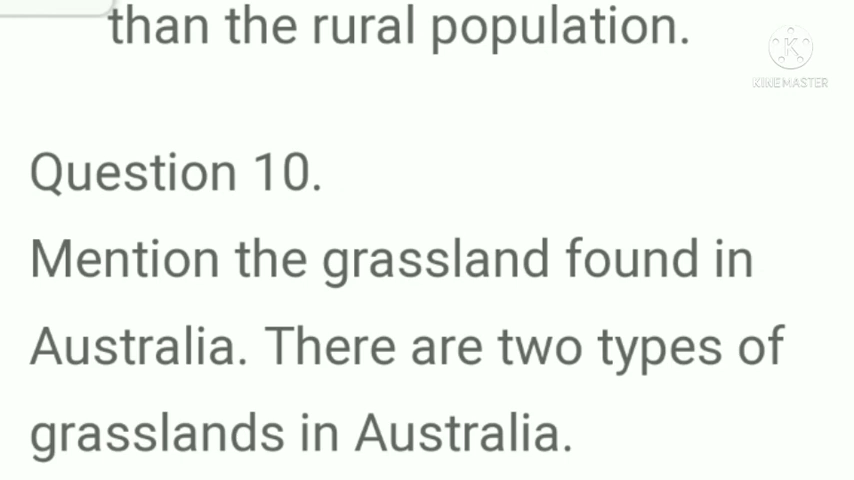 than the rural population.
KINEMASTER
Question 10.
Mention the grassland found in
Australia. There are two types of
grasslands in Australia.